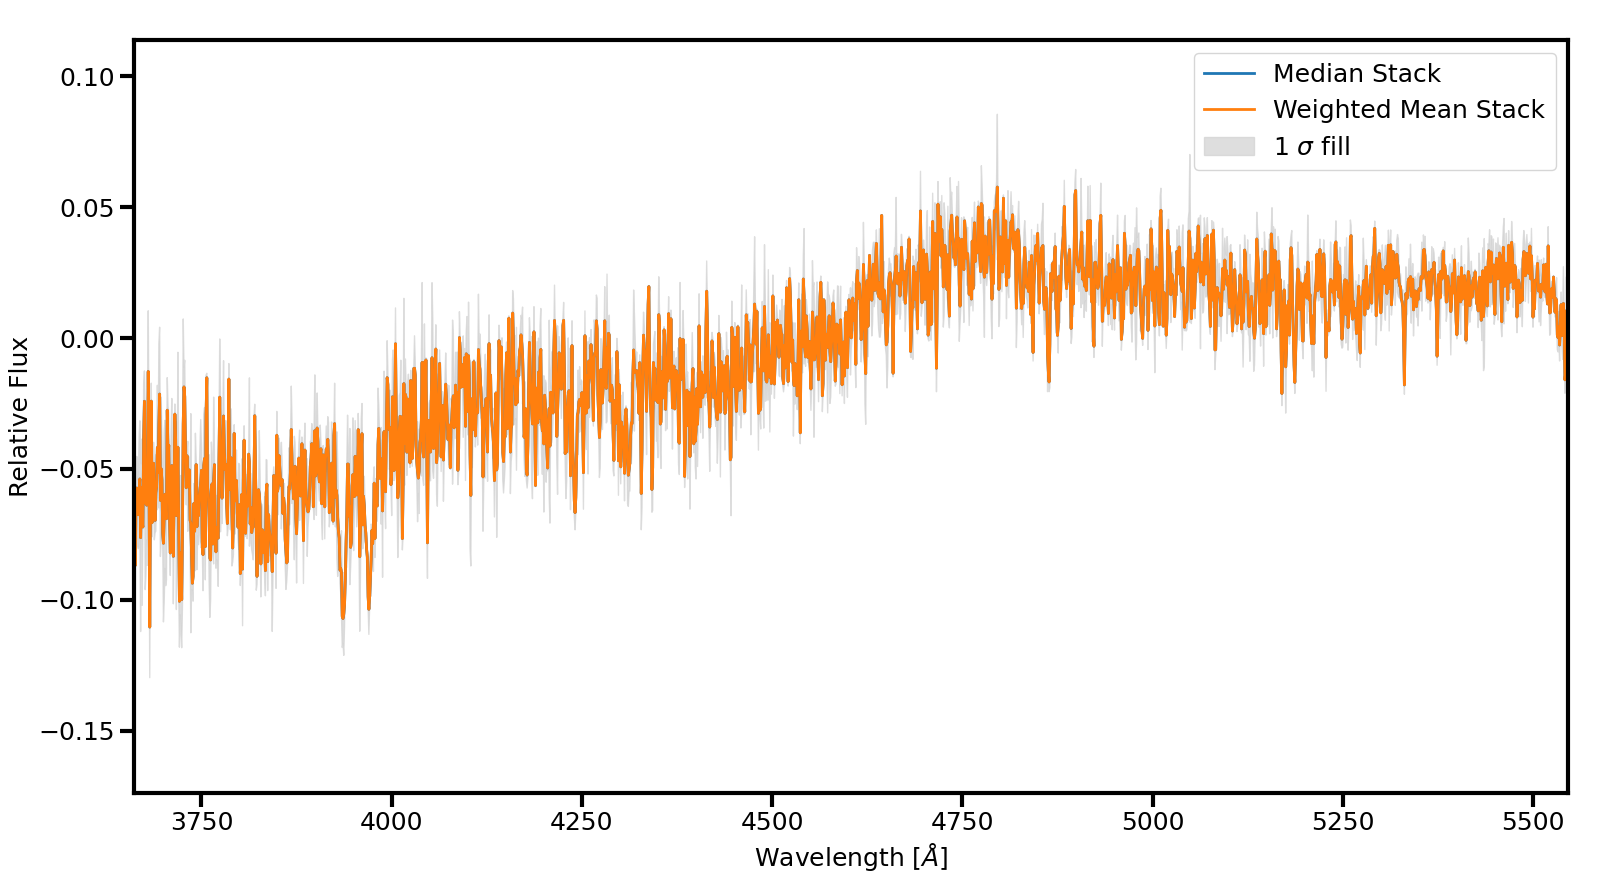 Median Stack
Weighted Mean Stack
1 σ fill
0.10
0.05
0.00
−0.05
−0.10
−0.15
Relative Flux
3750 4000 4250 4500 4750 5000 5250 5500
Wavelength [Å]